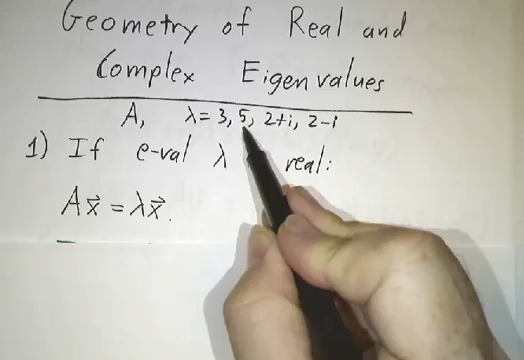 Geometry of Real and
Complex Eigenvalues
A, λ = 3, 5, 2+i, 2-i
1) If e-val λ real:
Ax⃗ = λx⃗.